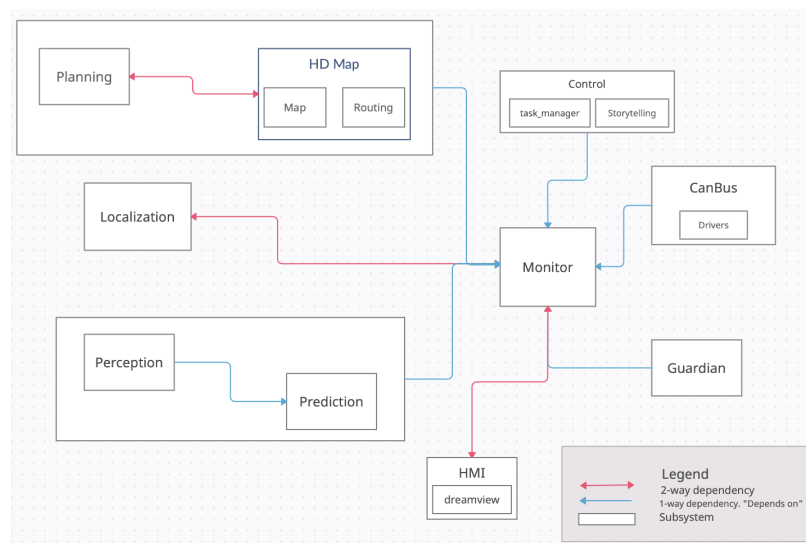 HD Map
Planning
Map
Routing
Control
task_manager
Storytelling
CanBus
Drivers
Localization
Monitor
Perception
Prediction
Guardian
HMI
dreamview
Legend
2-way dependency
1-way dependency. "Depends on"
Subsystem